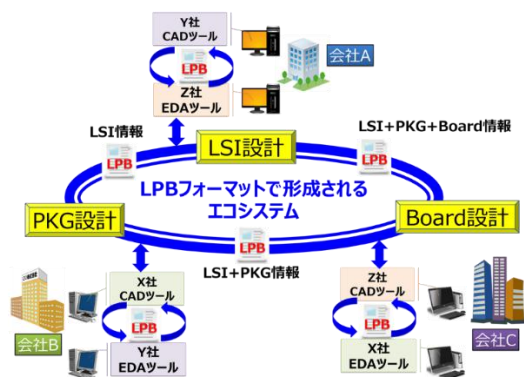 Y社
CADツール
LPB
Z社
EDAツール
会社A
LSI情報
LPB
LSI設計
LSI+PKG+Board情報
LPB
LPBフォーマットで形成される
エコシステム
PKG設計
Board設計
LPB
LSI+PKG情報
X社
CADツール
LPB
Y社
EDAツール
会社B
Z社
CADツール
LPB
X社
EDAツール
会社C